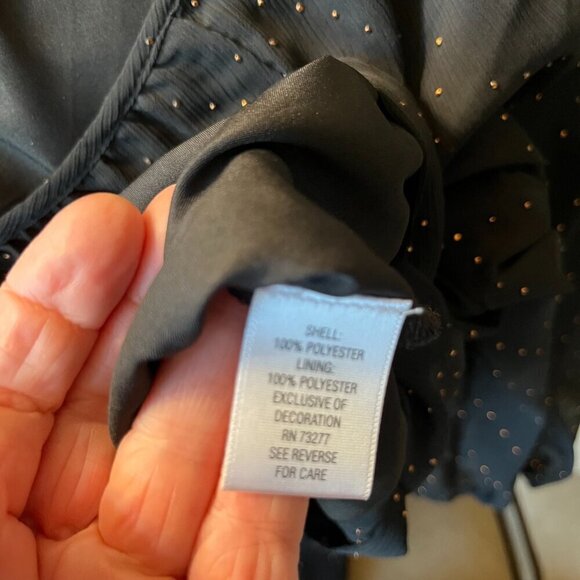 SHELL:
100% POLYESTER
LINING:
100% POLYESTER
EXCLUSIVE OF
DECORATION
RN 73277
SEE REVERSE
FOR CARE